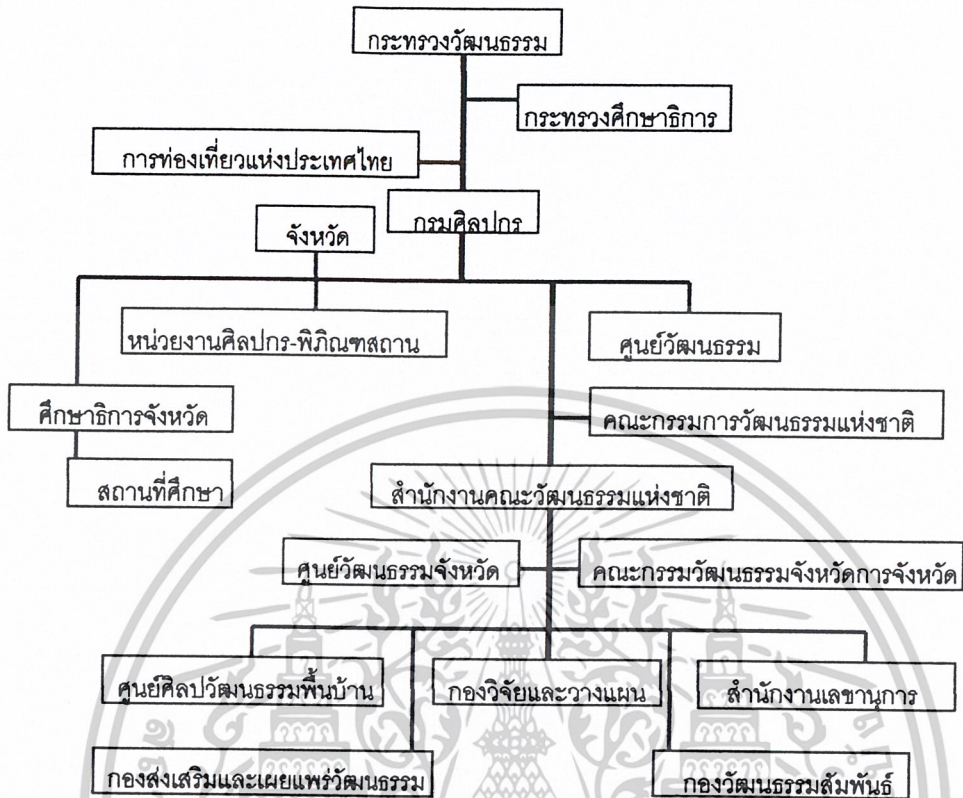 กระทรวงวัฒนธรรม
กระทรวงศึกษาธิการ
การท่องเที่ยวแห่งประเทศไทย
กรมศิลปกร
จังหวัด
หน่วยงานศิลปกร-พิภิณฑสถาน
ศูนย์วัฒนธรรม
ศึกษาธิการจังหวัด
คณะกรรมการวัฒนธรรมแห่งชาติ
สถานที่ศึกษา
สำนักงานคณะวัฒนธรรมแห่งชาติ
ศูนย์วัฒนธรรมจังหวัด
คณะกรรมวัฒนธรรมจังหวัดการจังหวัด
ศูนย์ศิลปวัฒนธรรมพื้นบ้าน
กองวิจัยและวางแผน
สำนักงานเลขานุการ
กองส่งเสริมและเผยแพร่วัฒนธรรม
กองวัฒนธรรมสัมพันธ์